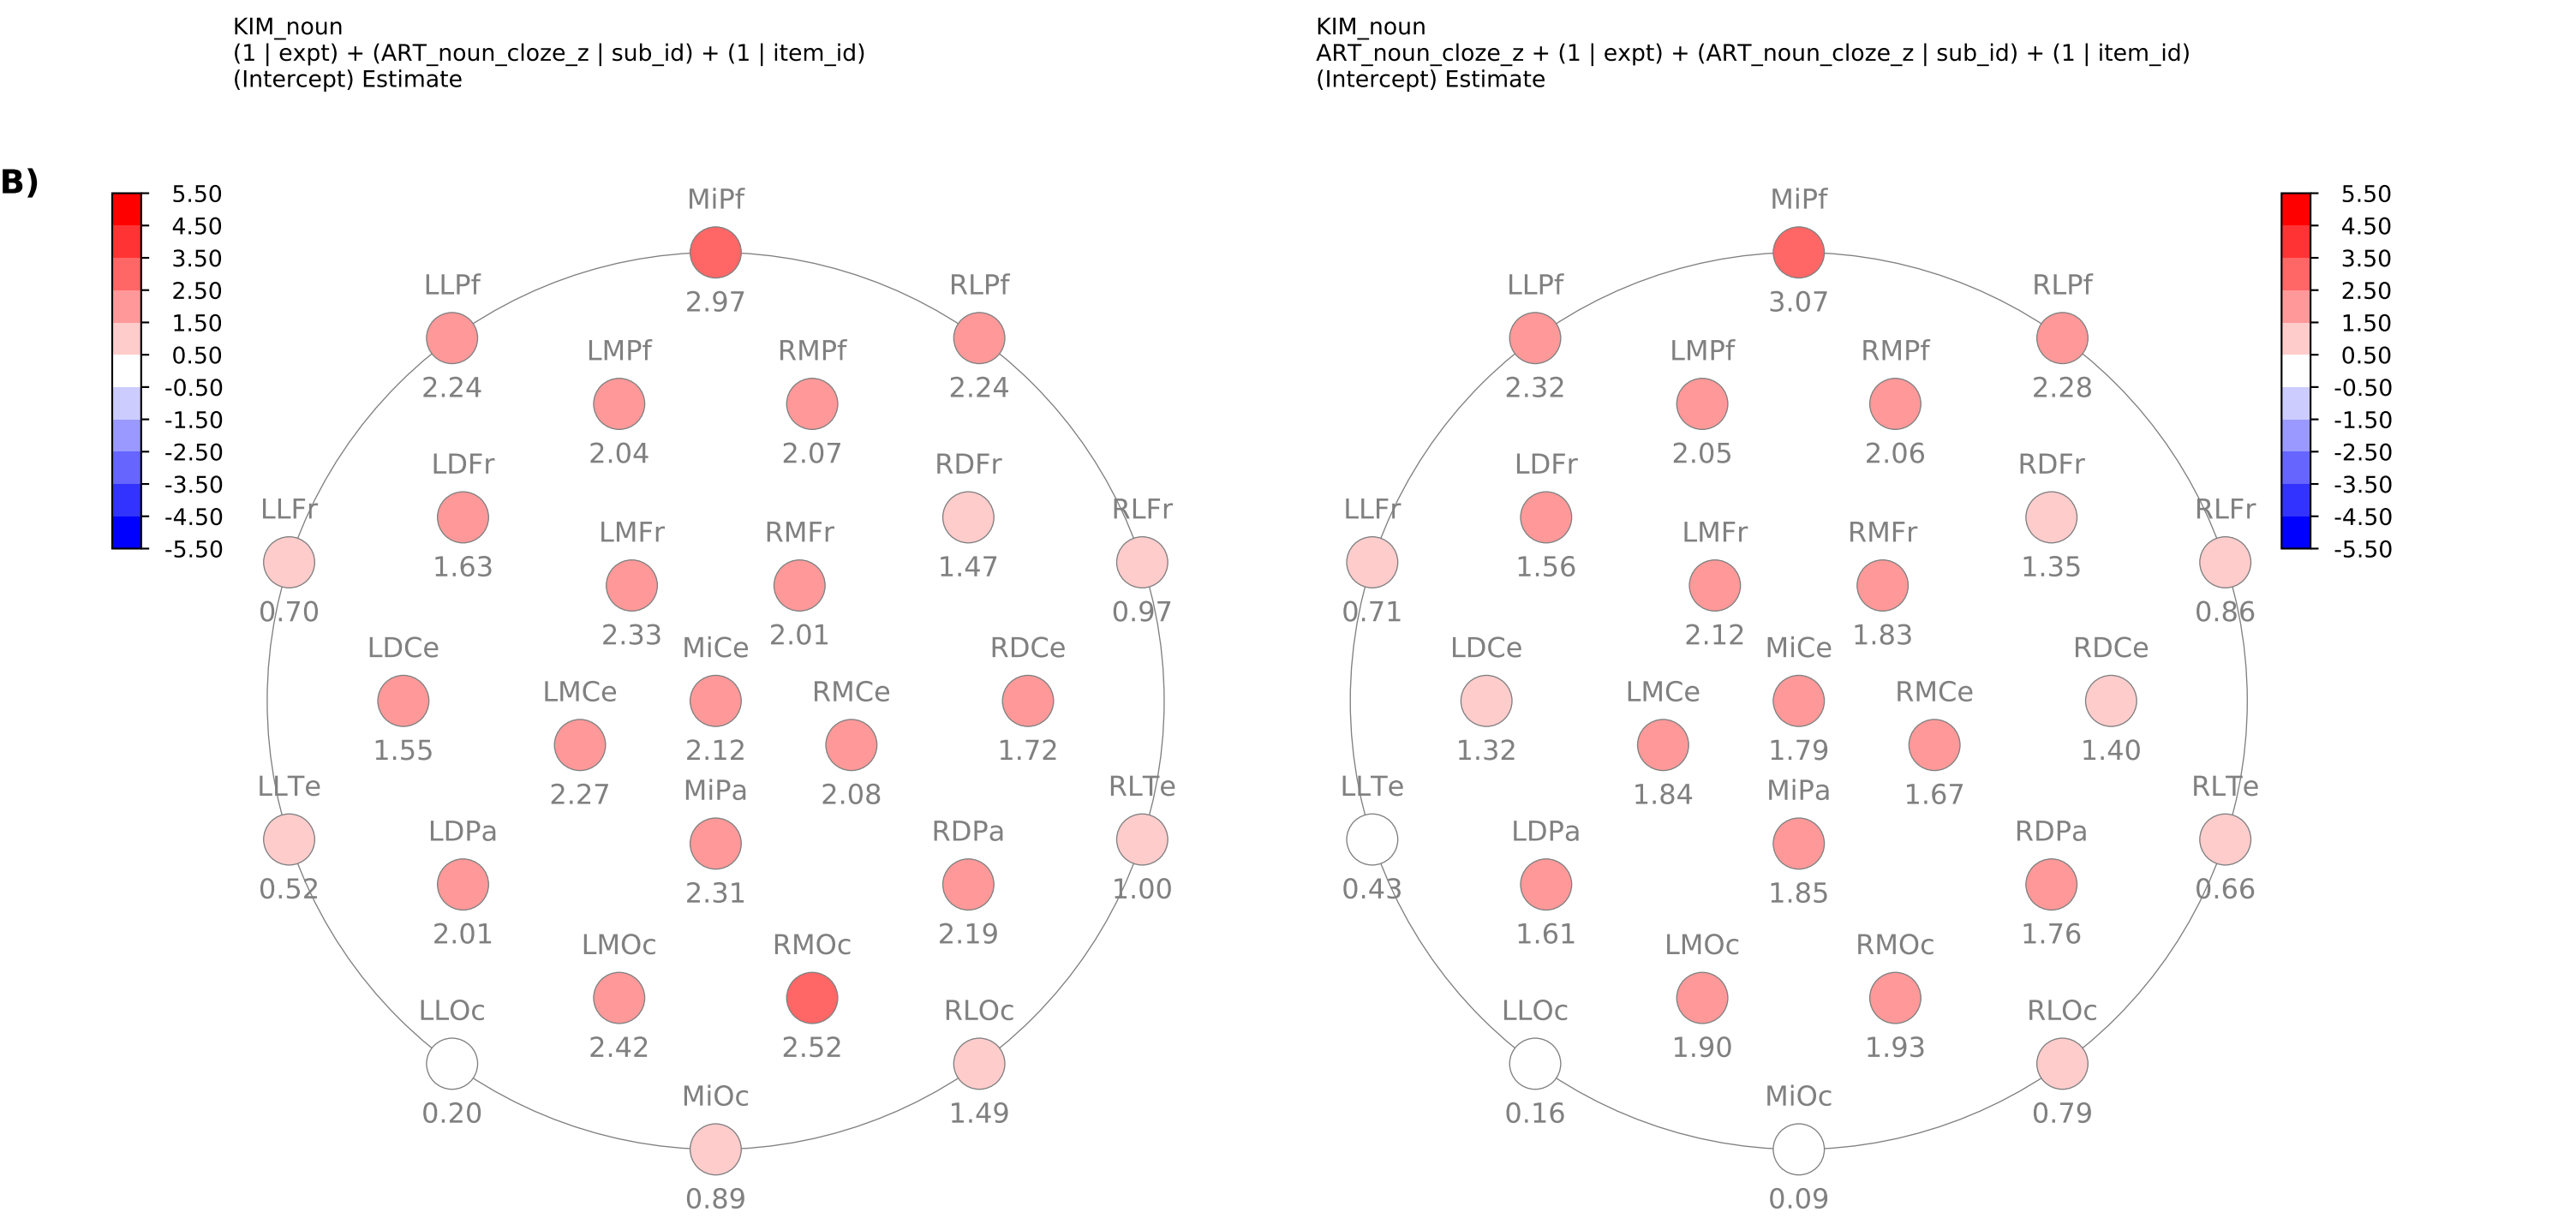 KIM_noun
(1 | expt) + (ART_noun_cloze_z | sub_id) + (1 | item_id)
(Intercept) Estimate
KIM_noun
ART_noun_cloze_z + (1 | expt) + (ART_noun_cloze_z | sub_id) + (1 | item_id)
(Intercept) Estimate
B)
5.50
4.50
3.50
2.50
1.50
0.50
-0.50
-1.50
-2.50
-3.50
-4.50
-5.50
MiPf
2.97
LLPf
2.24
RLPf
2.24
LMPf
2.04
RMPf
2.07
LDFr
1.63
RDFr
1.47
LLFr
0.70
RLFr
0.97
LMFr
2.33
RMFr
2.01
LDCe
1.55
MiCe
2.12
RDCe
1.72
LMCe
2.27
RMCe
2.08
LLTe
0.52
MiPa
2.31
RLTe
1.00
LDPa
2.01
RDPa
2.19
LMOc
2.42
RMOc
2.52
LLOc
0.20
RLOc
1.49
MiOc
0.89
MiPf
3.07
LLPf
2.32
RLPf
2.28
LMPf
2.05
RMPf
2.06
LDFr
1.56
RDFr
1.35
LLFr
0.71
RLFr
0.86
LMFr
2.12
RMFr
1.83
LDCe
1.32
MiCe
1.79
RDCe
1.40
LMCe
1.84
RMCe
1.67
LLTe
0.43
MiPa
1.85
RLTe
0.66
LDPa
1.61
RDPa
1.76
LMOc
1.90
RMOc
1.93
LLOc
0.16
RLOc
0.79
MiOc
0.09
5.50
4.50
3.50
2.50
1.50
0.50
-0.50
-1.50
-2.50
-3.50
-4.50
-5.50